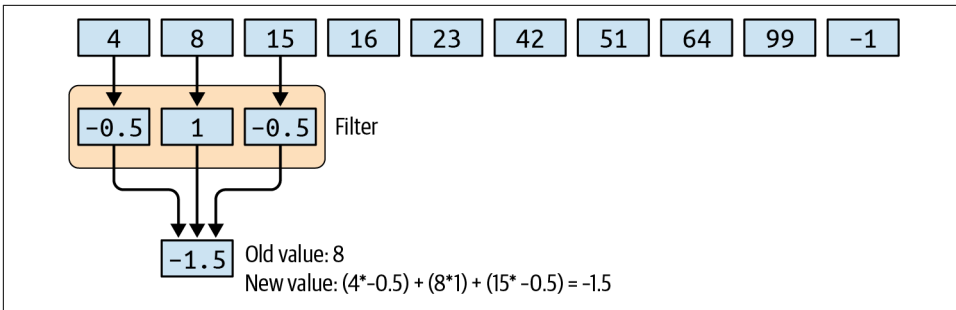 4 8 15 16 23 42 51 64 99 −1
−0.5 1 −0.5 Filter
−1.5 Old value: 8
New value: (4*−0.5) + (8*1) + (15* −0.5) = −1.5